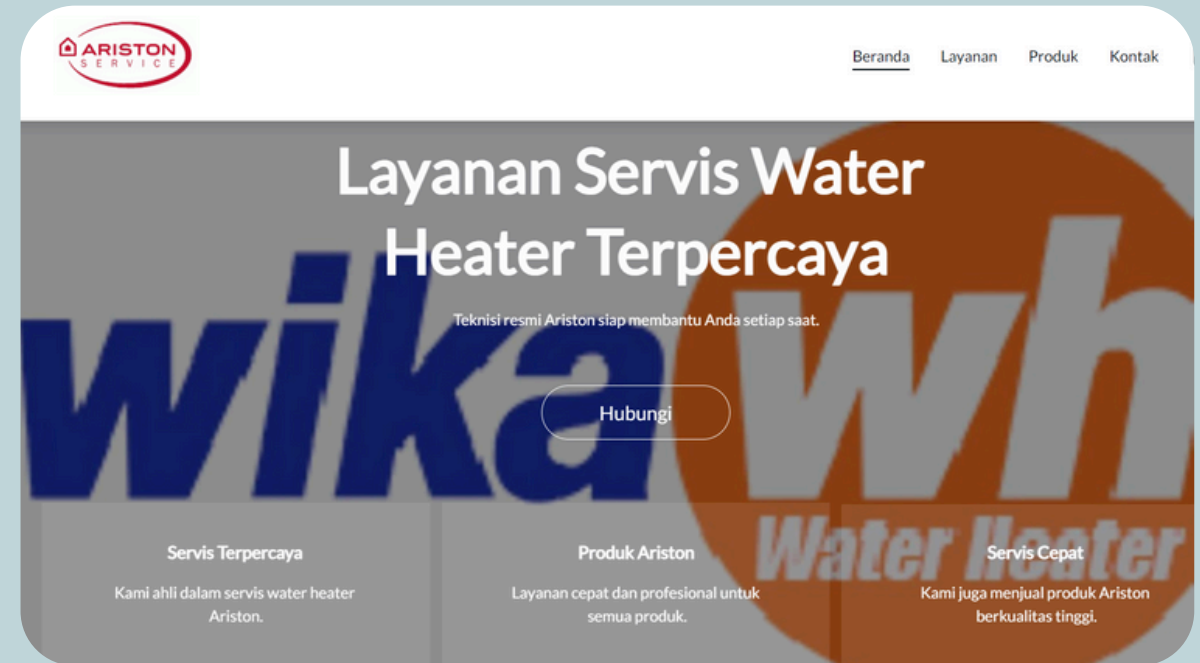 ARISTON
SERVICE
Beranda Layanan Produk Kontak
Layanan Servis Water
Heater Terpercaya
Teknisi resmi Ariston siap membantu Anda setiap saat.
Hubungi
wika wh
Water Heater
Servis Terpercaya
Kami ahli dalam servis water heater
Ariston.
Produk Ariston
Layanan cepat dan profesional untuk
semua produk.
Servis Cepat
Kami juga menjual produk Ariston
berkualitas tinggi.